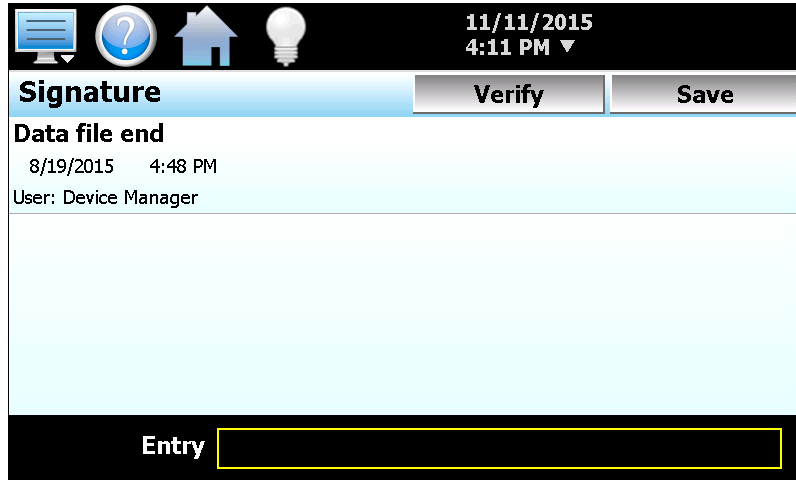 11/11/2015
4:11 PM ▼
Signature
Verify
Save
Data file end
8/19/2015 4:48 PM
User: Device Manager
Entry